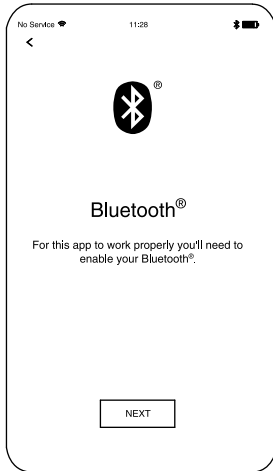 No Service 11:28
®
Bluetooth®
For this app to work properly you'll need to
enable your Bluetooth®.
NEXT